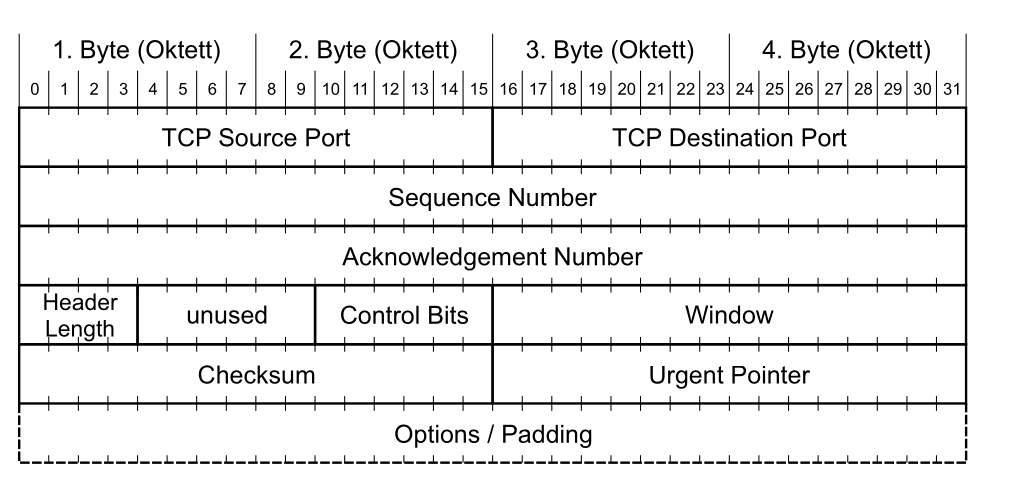 1. Byte (Oktett) 2. Byte (Oktett) 3. Byte (Oktett) 4. Byte (Oktett)
0 1 2 3 4 5 6 7 8 9 10 11 12 13 14 15 16 17 18 19 20 21 22 23 24 25 26 27 28 29 30 31
TCP Source Port TCP Destination Port
Sequence Number
Acknowledgement Number
Header
Length
unused Control Bits Window
Checksum Urgent Pointer
Options / Padding